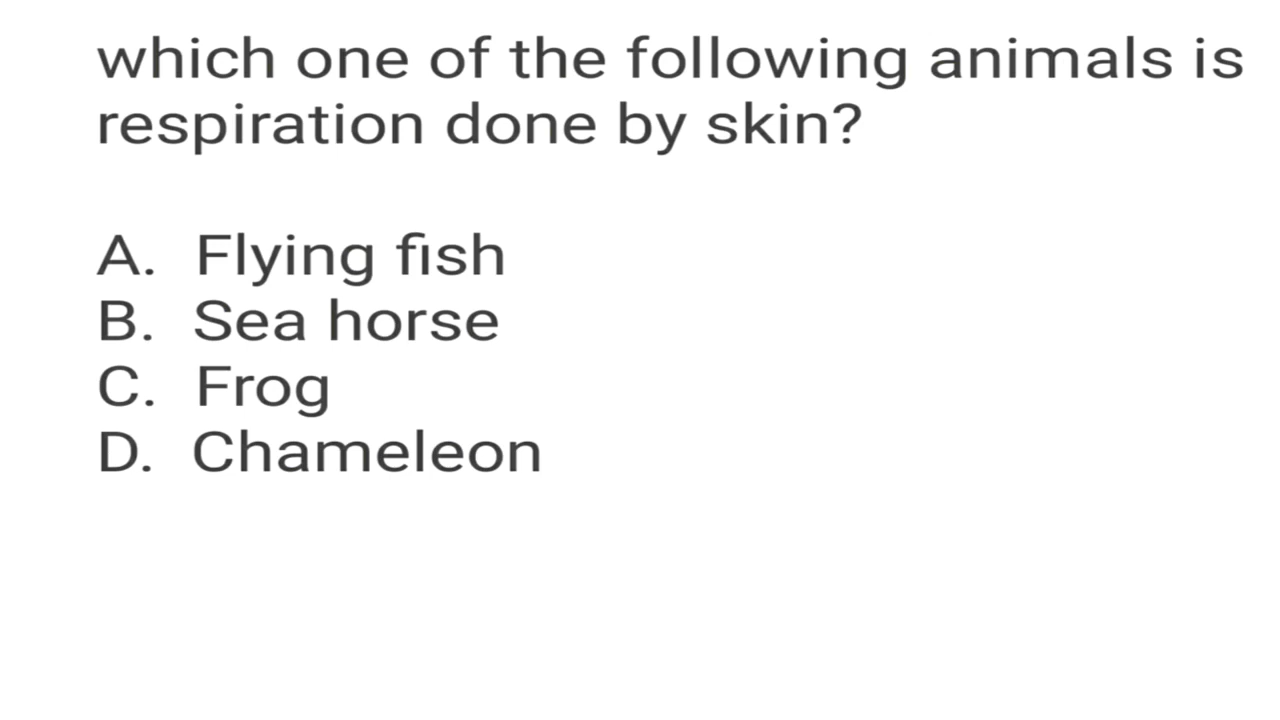 which one of the following animals is
respiration done by skin?
A. Flying fish
B. Sea horse
C. Frog
D. Chameleon